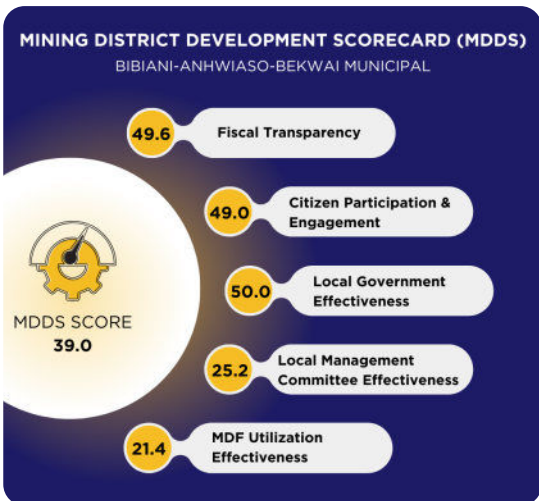 MINING DISTRICT DEVELOPMENT SCORECARD (MDDS)
BIBIANI-ANHWIASO-BEKWAI MUNICIPAL
49.6
Fiscal Transparency
49.0
Citizen Participation &
Engagement
50.0
Local Government
Effectiveness
MDDS SCORE
39.0
25.2
Local Management
Committee Effectiveness
21.4
MDF Utilization
Effectiveness